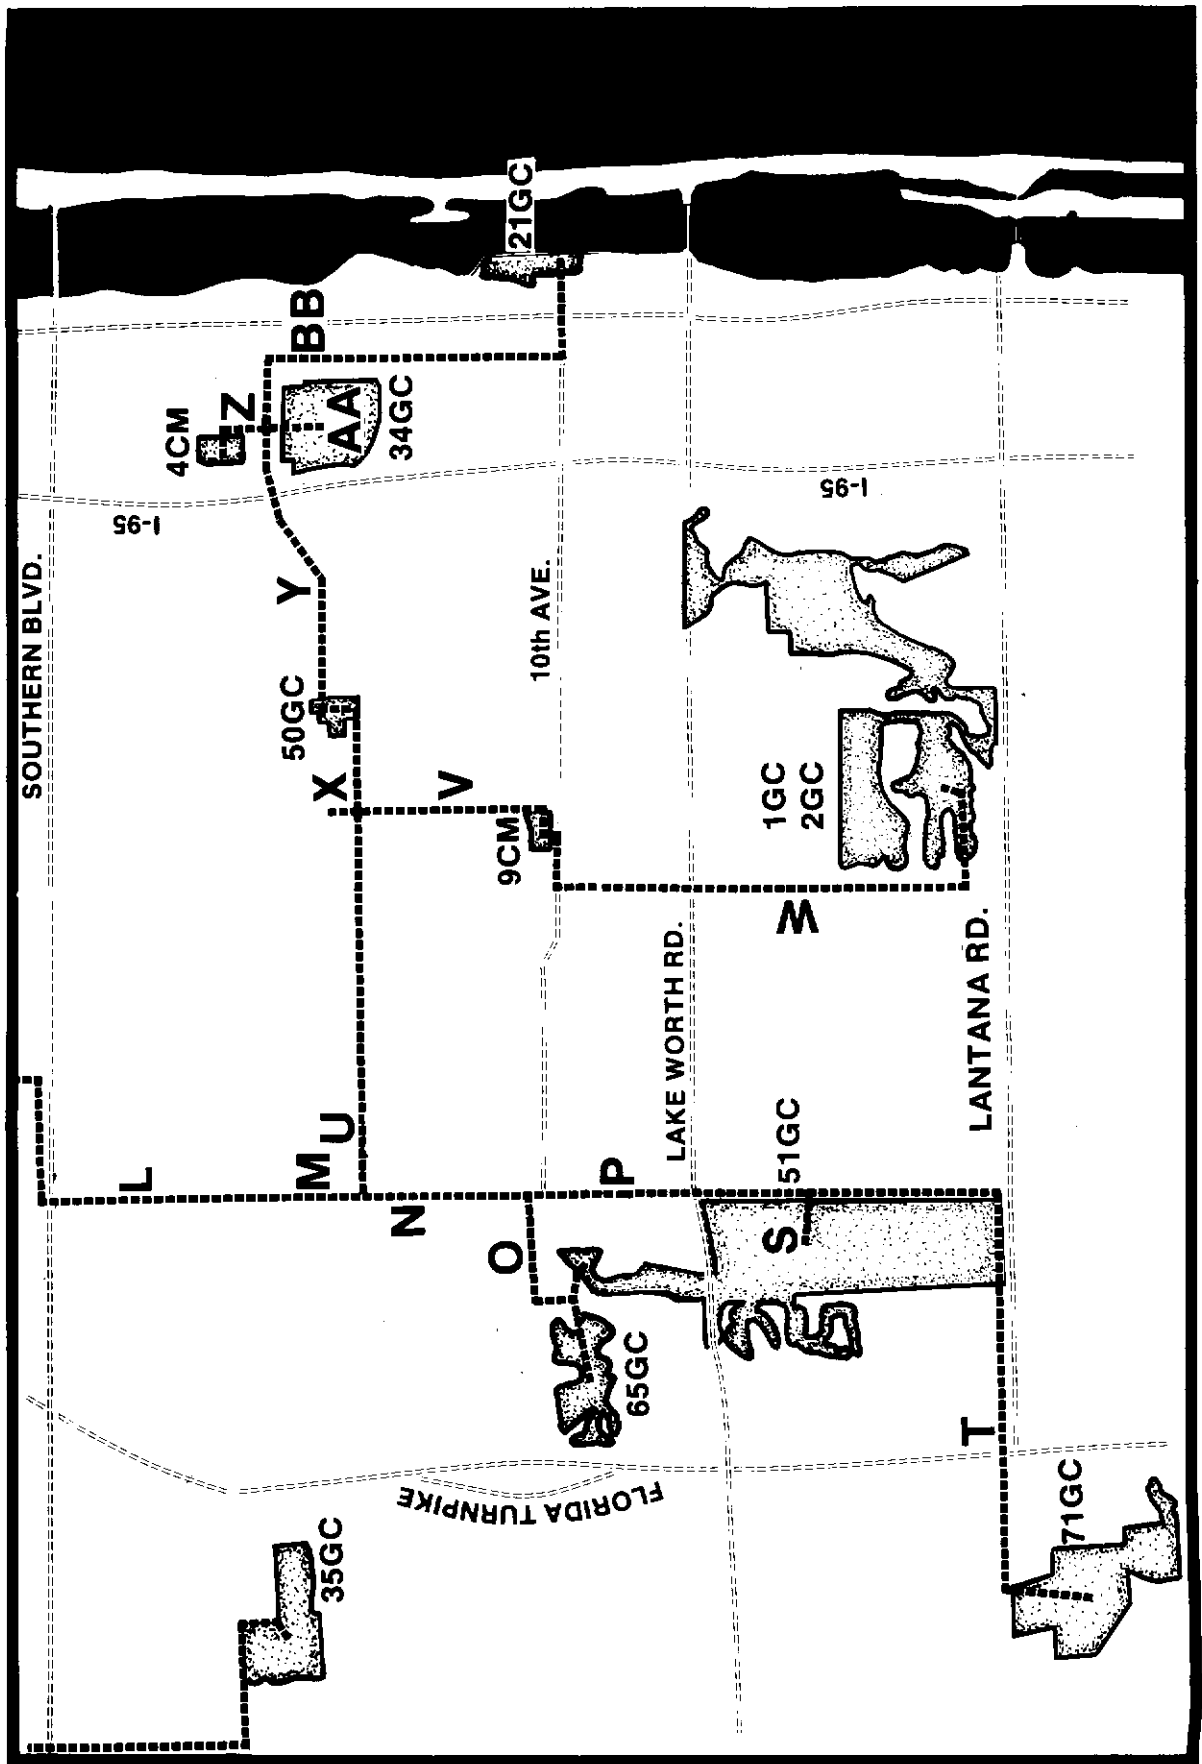 SOUTHERN BLVD.
I-95
4CM
Z
BB
AA
34GC
21GC
Y
50GC
X
V
9CM
10th AVE.
I-95
1GC
2GC
W
LAKE WORTH RD.
LANTANA RD.
L
M
U
N
O
P
S
51GC
65GC
T
FLORIDA TURNPIKE
35GC
71GC